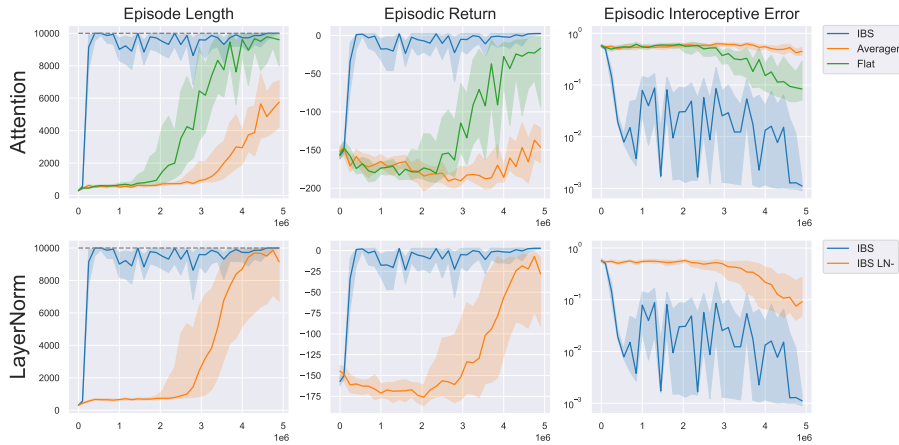 Episode Length
Episodic Return
Episodic Interoceptive Error
Attention
10000
8000
6000
4000
2000
0
0 1 2 3 4 5
1e6
0
−50
−100
−150
−200
0 1 2 3 4 5
1e6
10⁰
10⁻¹
10⁻²
10⁻³
0 1 2 3 4 5
1e6
IBS
Averager
Flat
LayerNorm
10000
8000
6000
4000
2000
0
0 1 2 3 4 5
1e6
0
−25
−50
−75
−100
−125
−150
−175
0 1 2 3 4 5
1e6
10⁰
10⁻¹
10⁻²
10⁻³
0 1 2 3 4 5
1e6
IBS
IBS LN-